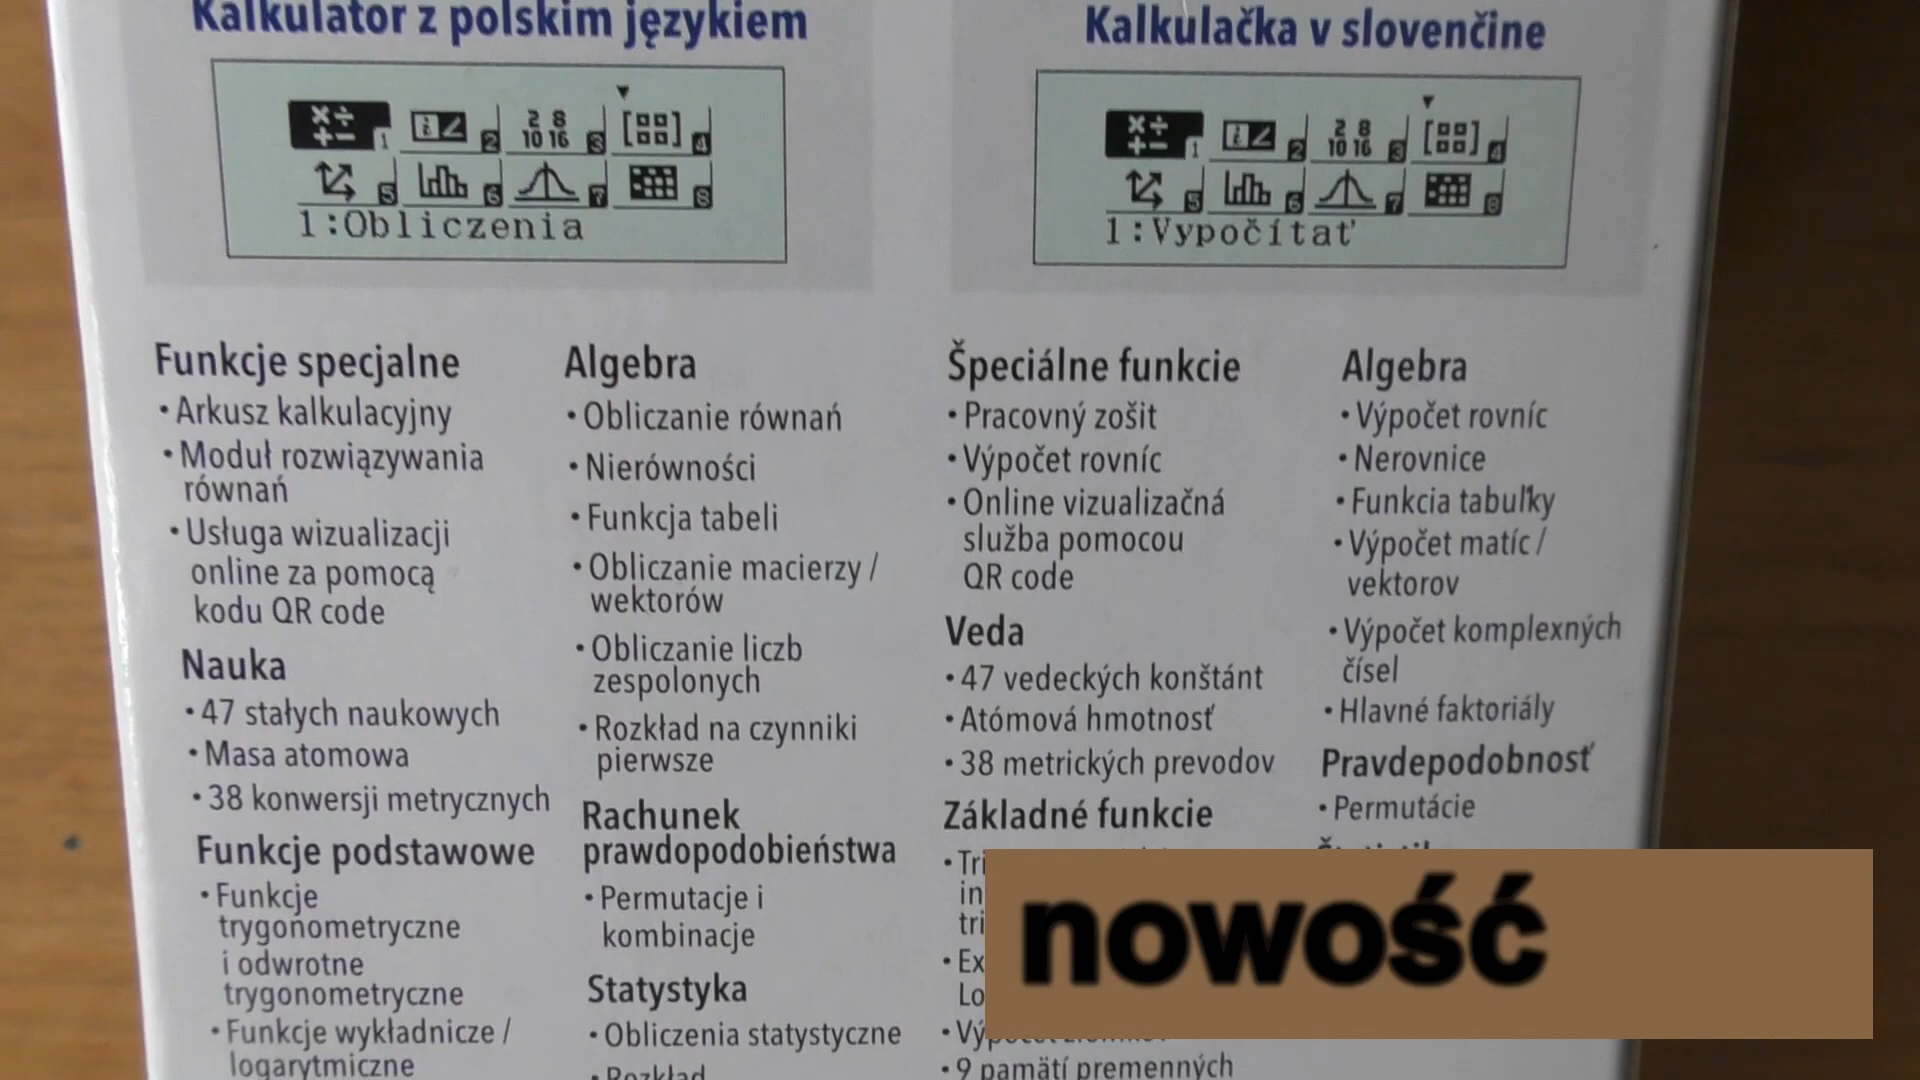 Kalkulator z polskim językiem
1:Obliczenia
Funkcje specjalne
• Arkusz kalkulacyjny
• Moduł rozwiązywania
równań
• Usługa wizualizacji
online za pomocą
kodu QR code
Nauka
• 47 stałych naukowych
• Masa atomowa
• 38 konwersji metrycznych
Funkcje podstawowe
• Funkcje
trygonometryczne
i odwrotne
trygonometryczne
• Funkcje wykładnicze /
logarytmiczne
Algebra
• Obliczanie równań
• Nierówności
• Funkcja tabeli
• Obliczanie macierzy /
wektorów
• Obliczanie liczb
zespolonych
• Rozkład na czynniki
pierwsze
Rachunek
prawdopodobieństwa
• Permutacje i
kombinacje
Statystyka
• Obliczenia statystyczne
• Rozkład
Kalkulačka v slovenčine
1:Vypočítať
Špeciálne funkcie
• Pracovný zošit
• Výpočet rovníc
• Online vizualizačná
služba pomocou
QR code
Veda
• 47 vedeckých konštánt
• Atómová hmotnosť
• 38 metrických prevodov
Základné funkcie
• 9 pamätí premenných
Algebra
• Výpočet rovníc
• Nerovnice
• Funkcia tabuľky
• Výpočet matíc /
vektorov
• Výpočet komplexných
čísel
• Hlavné faktoriály
Pravdepodobnosť
• Permutácie
nowość